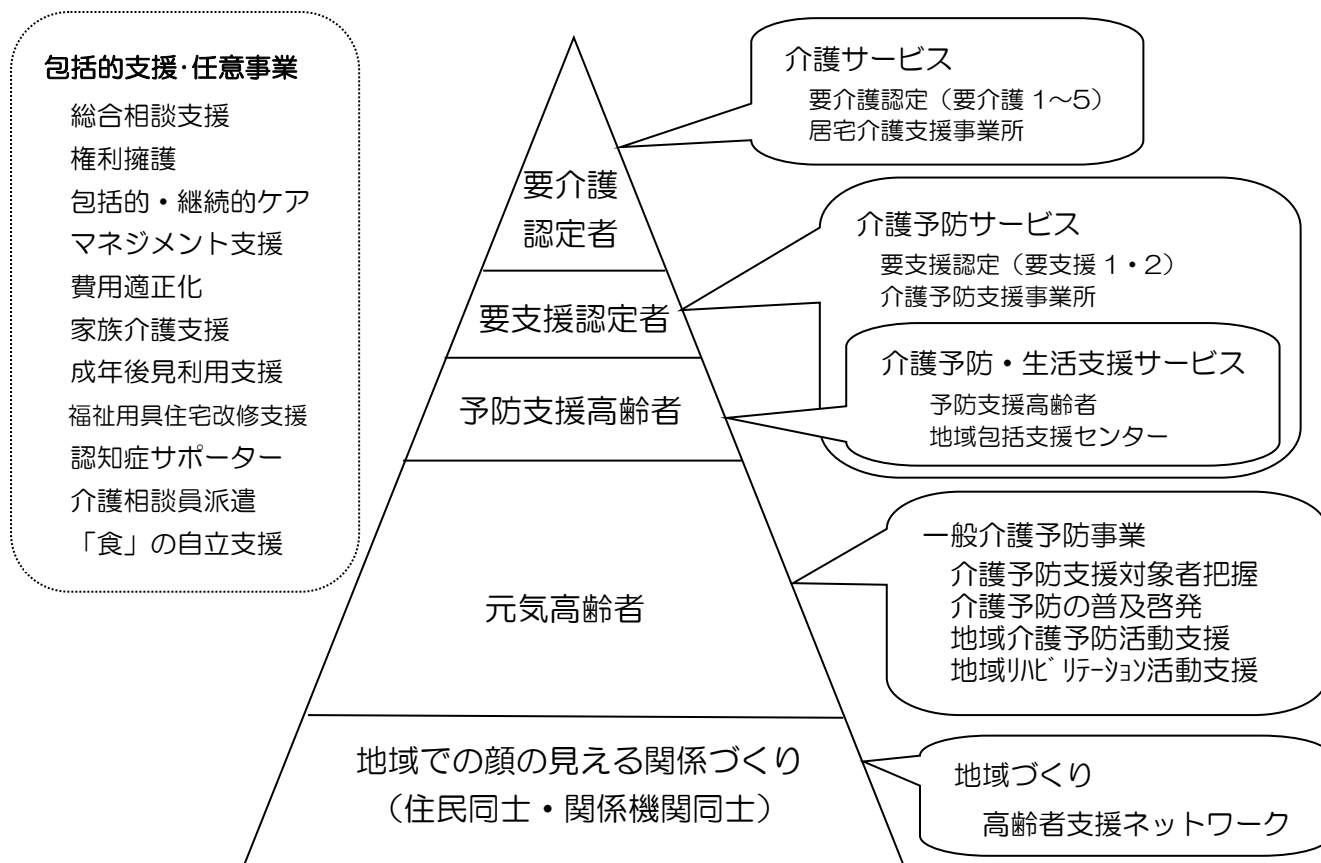 包括的支援・任意事業
総合相談支援
権利擁護
包括的・継続的ケア
マネジメント支援
費用適正化
家族介護支援
成年後見利用支援
福祉用具住宅改修支援
認知症サポーター
介護相談員派遣
「食」の自立支援
要介護
認定者
要支援認定者
予防支援高齢者
元気高齢者
地域での顔の見える関係づくり
（住民同士・関係機関同士）
介護サービス
要介護認定（要介護1～5）
居宅介護支援事業所
介護予防サービス
要支援認定（要支援1・2）
介護予防支援事業所
介護予防・生活支援サービス
予防支援高齢者
地域包括支援センター
一般介護予防事業
介護予防支援対象者把握
介護予防の普及啓発
地域介護予防活動支援
地域ﾘﾊﾋﾞﾘﾃｰｼｮﾝ活動支援
地域づくり
高齢者支援ネットワーク